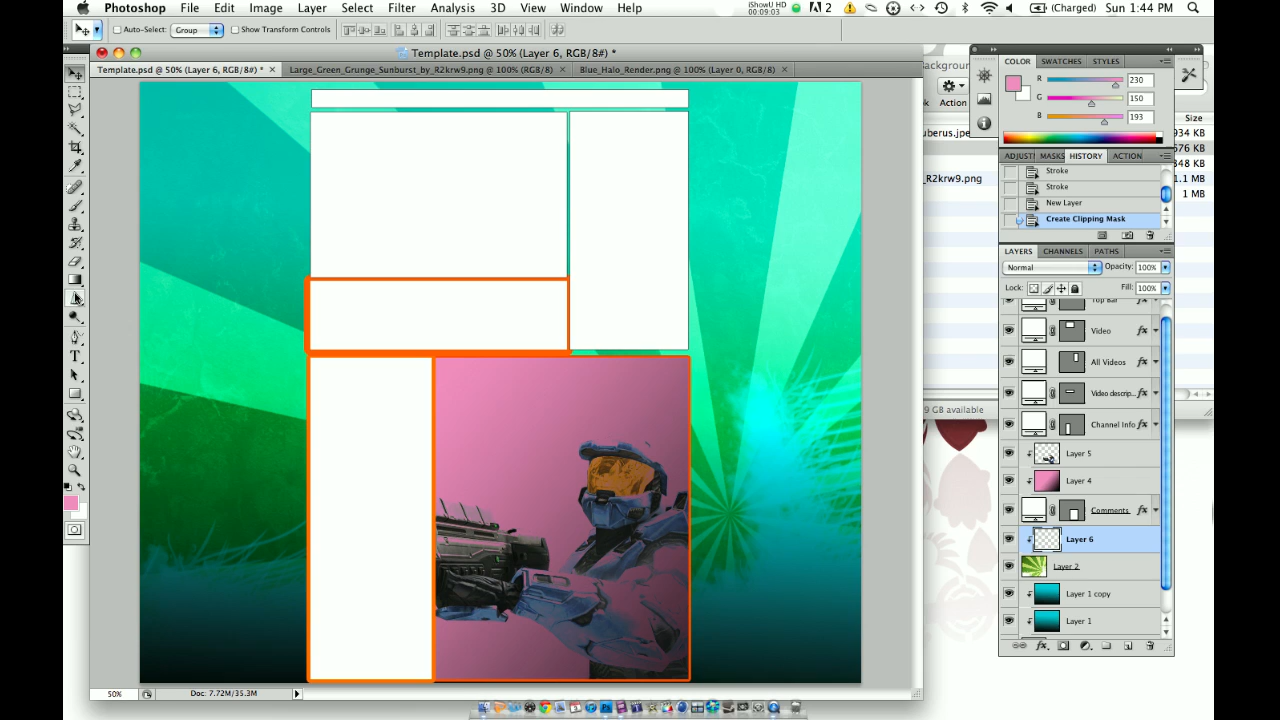 Photoshop File Edit Image Layer Select Filter Analysis 3D View Window Help iShowU HD 00:09:03 2 (Charged) Sun 1:44 PM
Auto-Select: Group Show Transform Controls
Template.psd @ 50% (Layer 6, RGB/8#) *
Template.psd @ 50% (Layer 6, RGB/8#) * Large_Green_Grunge_Sunburst_by_R2krw9.png @ 100% (RGB/8) Blue_Halo_Render.png @ 100% (Layer 0, RGB/8)
COLOR SWATCHES STYLES
R 230
G 150
B 193
Background
Action
Size
uberus.jpe
934 KB
576 KB
348 KB
_R2krw9.png
1.1 MB
1 MB
ADJUSTI MASKS HISTORY ACTION
Stroke
Stroke
New Layer
Create Clipping Mask
LAYERS CHANNELS PATHS
Normal Opacity: 100%
Lock: Fill: 100%
Top Bar
Video fx
All Videos fx
Video descrip... fx
Channel Info fx
Layer 5
Layer 4
Comments fx
Layer 6
Layer 2
Layer 1 copy
Layer 1
9 GB available
50% Doc: 7.72M/35.3M